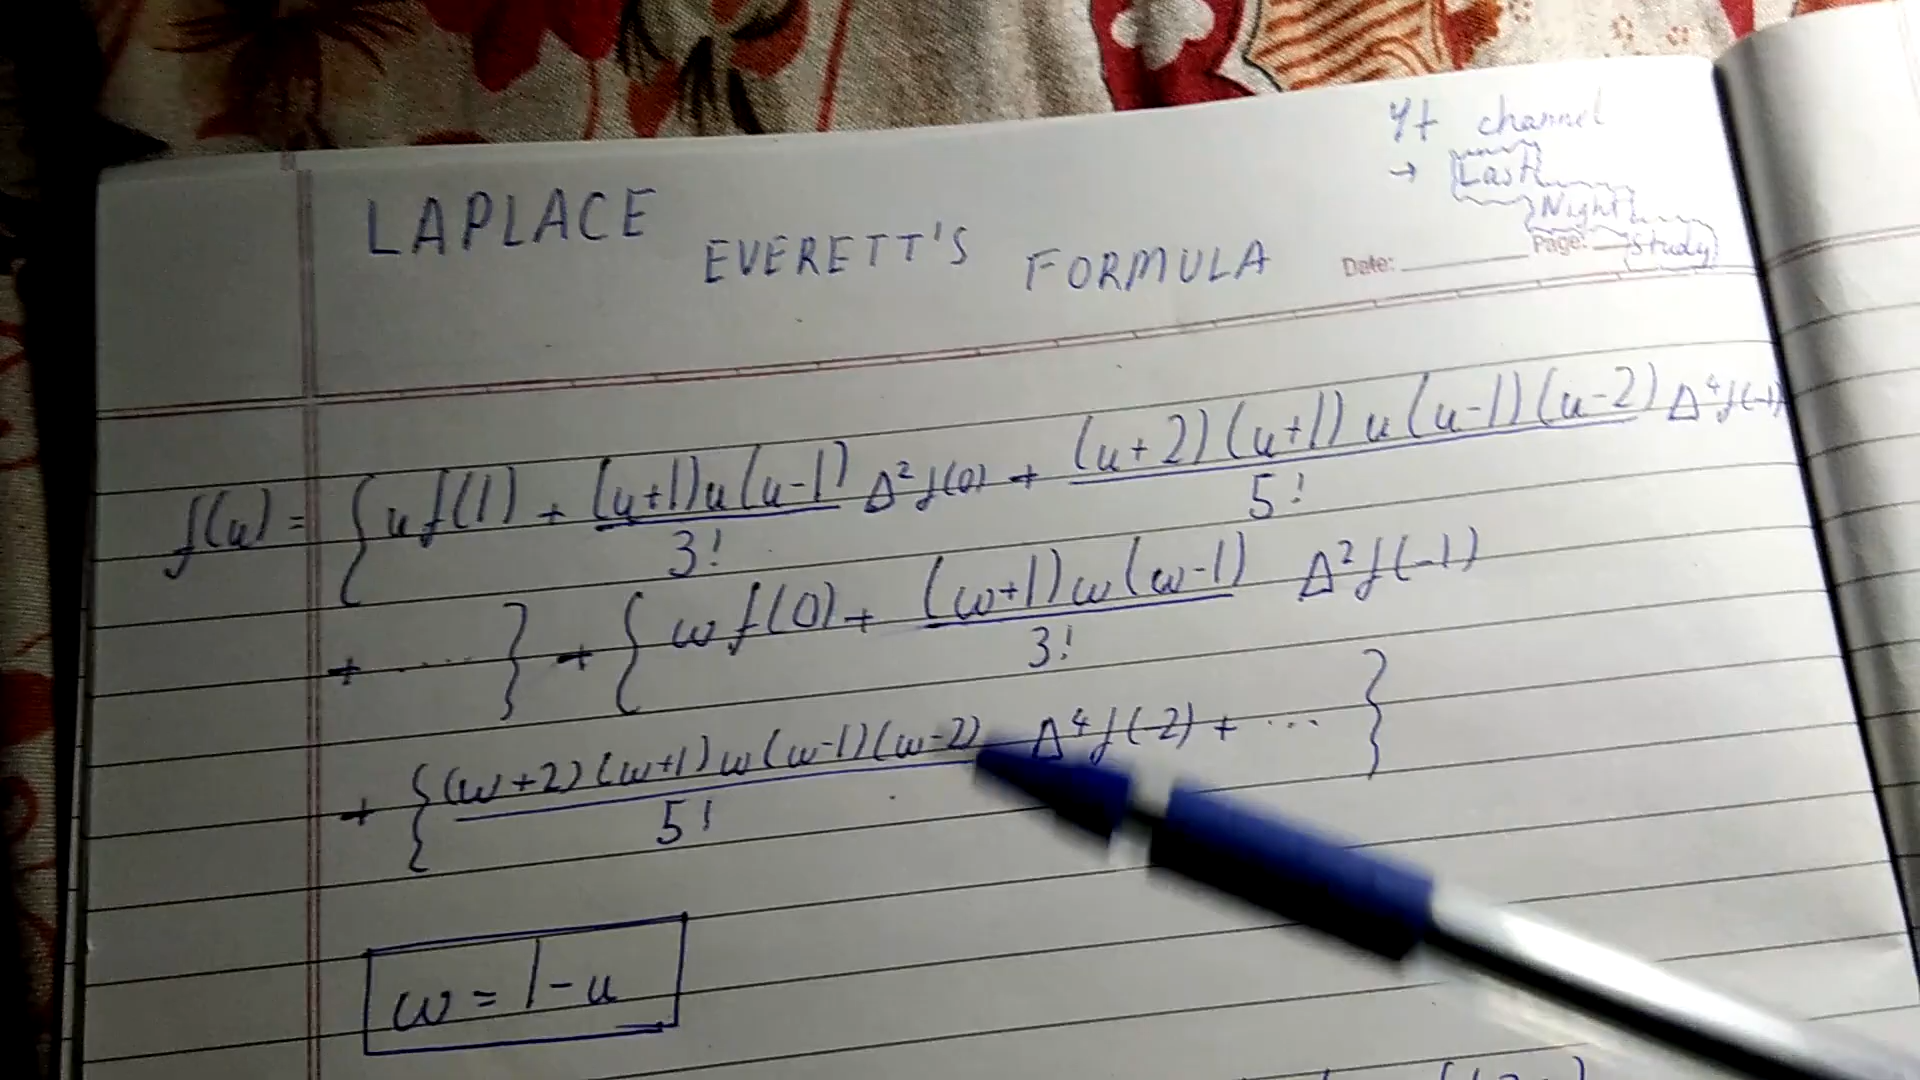 Yt channel
→ Last
Night
Study
LAPLACE EVERETT'S FORMULA
Date: Page:
f(u) = { u f(1) + (u+1)u(u-1)/3! Δ²f(0) + (u+2)(u+1)u(u-1)(u-2)/5! Δ⁴f(-1)
+ ..... } + { w f(0) + (w+1)w(w-1)/3! Δ²f(-1)
+ { (w+2)(w+1)w(w-1)(w-2)/5! Δ⁴f(-2) + ... }
w = 1-u